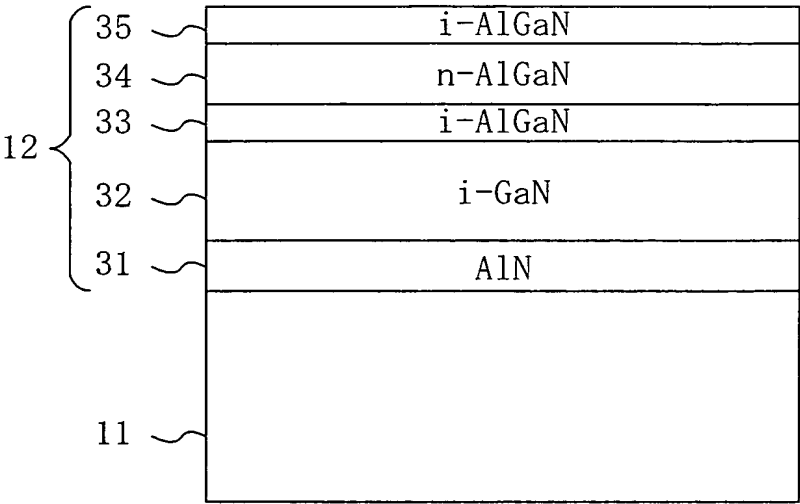 35 i-AlGaN
34 n-AlGaN
33 i-AlGaN
12
32 i-GaN
31 AlN
11